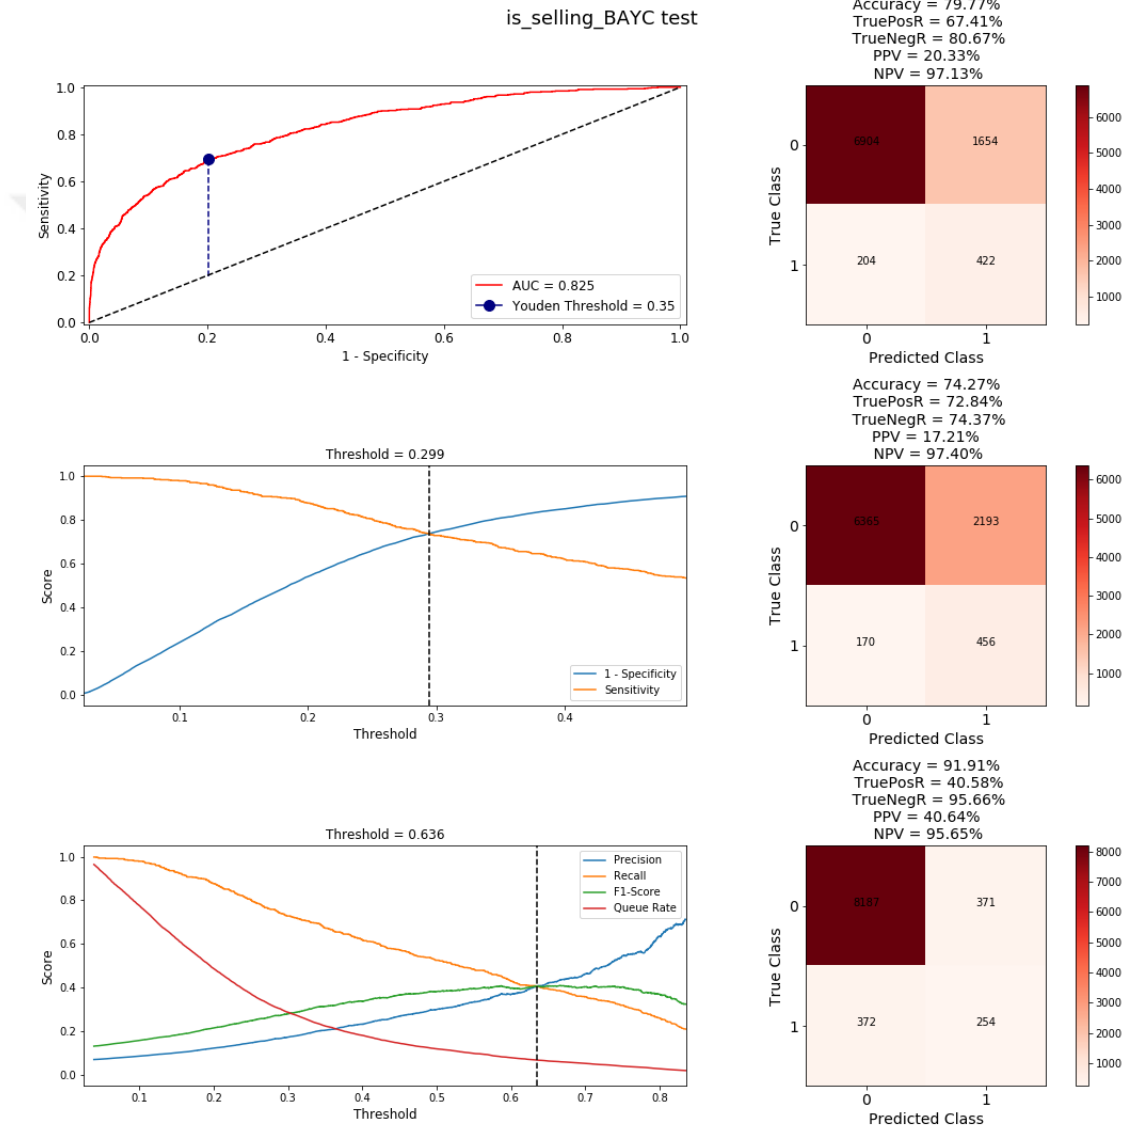 is_selling_BAYC test
Accuracy = 79.77%
TruePosR = 67.41%
TrueNegR = 80.67%
PPV = 20.33%
NPV = 97.13%
1.0
0.8
0.6
0.4
0.2
0.0
Sensitivity
AUC = 0.825
Youden Threshold = 0.35
0.0 0.2 0.4 0.6 0.8 1.0
1 - Specificity
True Class
0
1
6904 1654
204 422
0 1
Predicted Class
6000
5000
4000
3000
2000
1000
Threshold = 0.299
1.0
0.8
0.6
0.4
0.2
0.0
Score
1 - Specificity
Sensitivity
0.1 0.2 0.3 0.4
Threshold
Accuracy = 74.27%
TruePosR = 72.84%
TrueNegR = 74.37%
PPV = 17.21%
NPV = 97.40%
True Class
0
1
6365 2193
170 456
0 1
Predicted Class
6000
5000
4000
3000
2000
1000
Threshold = 0.636
1.0
0.8
0.6
0.4
0.2
0.0
Score
Precision
Recall
F1-Score
Queue Rate
0.1 0.2 0.3 0.4 0.5 0.6 0.7 0.8
Threshold
Accuracy = 91.91%
TruePosR = 40.58%
TrueNegR = 95.66%
PPV = 40.64%
NPV = 95.65%
True Class
0
1
8187 371
372 254
0 1
Predicted Class
8000
7000
6000
5000
4000
3000
2000
1000